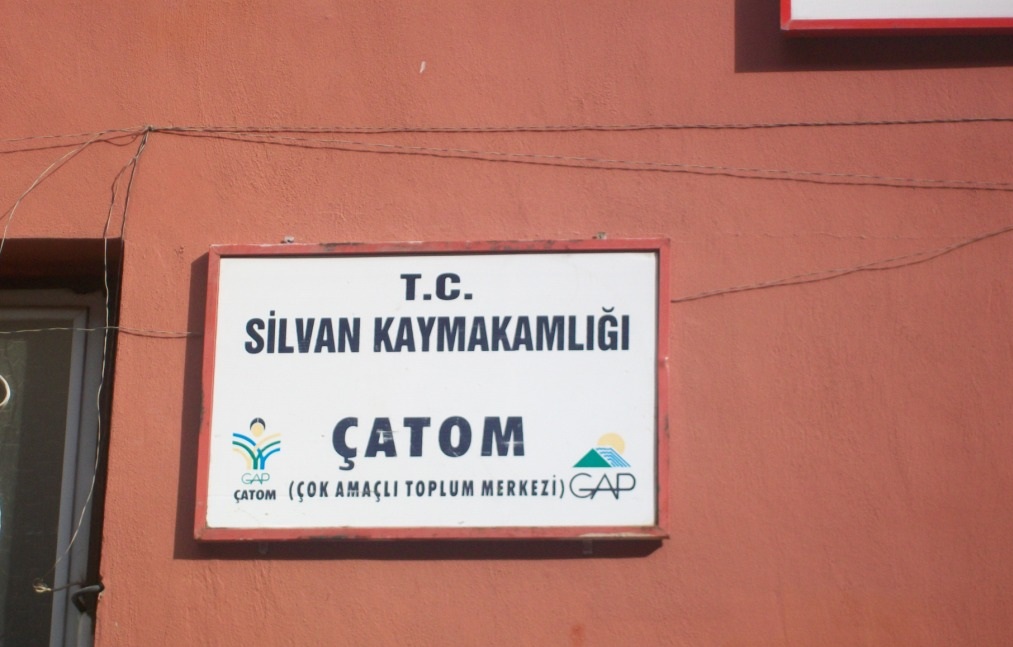 T.C.
SİLVAN KAYMAKAMLIĞI
ÇATOM
(ÇOK AMAÇLI TOPLUM MERKEZİ)
GAP
ÇATOM
GAP